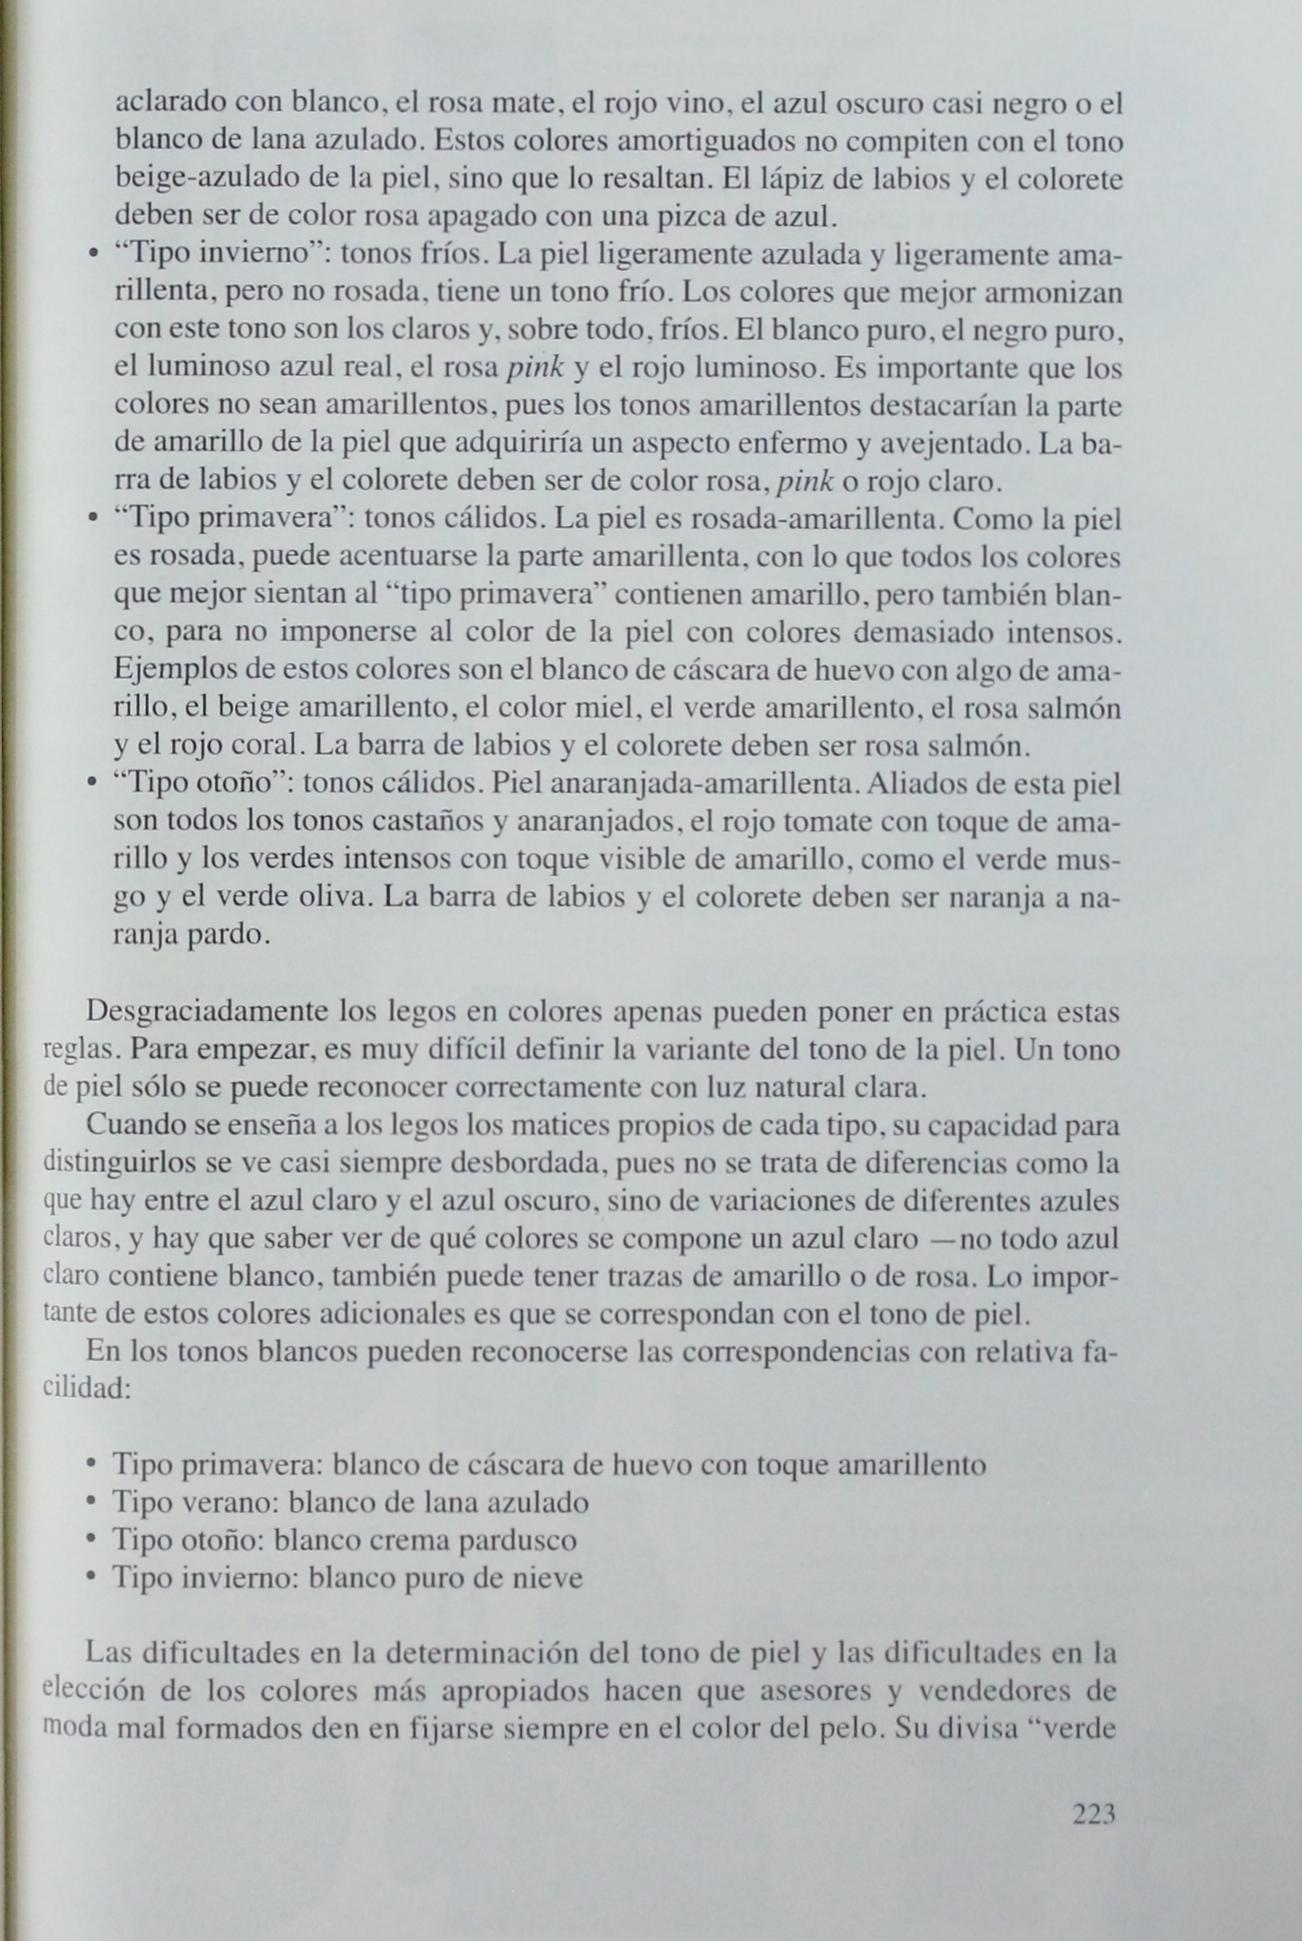 aclarado con blanco, el rosa mate, el rojo vino, el azul oscuro casi negro o el
blanco de lana azulado. Estos colores amortiguados no compiten con el tono
beige-azulado de la piel, sino que lo resaltan. El lápiz de labios y el colorete
deben ser de color rosa apagado con una pizca de azul.
• “Tipo invierno”: tonos fríos. La piel ligeramente azulada y ligeramente ama-
rillenta, pero no rosada, tiene un tono frío. Los colores que mejor armonizan
con este tono son los claros y, sobre todo, fríos. El blanco puro, el negro puro,
el luminoso azul real, el rosa pink y el rojo luminoso. Es importante que los
colores no sean amarillentos, pues los tonos amarillentos destacarían la parte
de amarillo de la piel que adquiriría un aspecto enfermo y avejentado. La ba-
rra de labios y el colorete deben ser de color rosa, pink o rojo claro.
• “Tipo primavera”: tonos cálidos. La piel es rosada-amarillenta. Como la piel
es rosada, puede acentuarse la parte amarillenta, con lo que todos los colores
que mejor sientan al “tipo primavera” contienen amarillo, pero también blan-
co, para no imponerse al color de la piel con colores demasiado intensos.
Ejemplos de estos colores son el blanco de cáscara de huevo con algo de ama-
rillo, el beige amarillento, el color miel, el verde amarillento, el rosa salmón
y el rojo coral. La barra de labios y el colorete deben ser rosa salmón.
• “Tipo otoño”: tonos cálidos. Piel anaranjada-amarillenta. Aliados de esta piel
son todos los tonos castaños y anaranjados, el rojo tomate con toque de ama-
rillo y los verdes intensos con toque visible de amarillo, como el verde mus-
go y el verde oliva. La barra de labios y el colorete deben ser naranja a na-
ranja pardo.
Desgraciadamente los legos en colores apenas pueden poner en práctica estas
reglas. Para empezar, es muy difícil definir la variante del tono de la piel. Un tono
de piel sólo se puede reconocer correctamente con luz natural clara.
Cuando se enseña a los legos los matices propios de cada tipo, su capacidad para
distinguirlos se ve casi siempre desbordada, pues no se trata de diferencias como la
que hay entre el azul claro y el azul oscuro, sino de variaciones de diferentes azules
claros, y hay que saber ver de qué colores se compone un azul claro —no todo azul
claro contiene blanco, también puede tener trazas de amarillo o de rosa. Lo impor-
tante de estos colores adicionales es que se correspondan con el tono de piel.
En los tonos blancos pueden reconocerse las correspondencias con relativa fa-
cilidad:
• Tipo primavera: blanco de cáscara de huevo con toque amarillento
• Tipo verano: blanco de lana azulado
• Tipo otoño: blanco crema pardusco
• Tipo invierno: blanco puro de nieve
Las dificultades en la determinación del tono de piel y las dificultades en la
elección de los colores más apropiados hacen que asesores y vendedores de
moda mal formados den en fijarse siempre en el color del pelo. Su divisa “verde
223